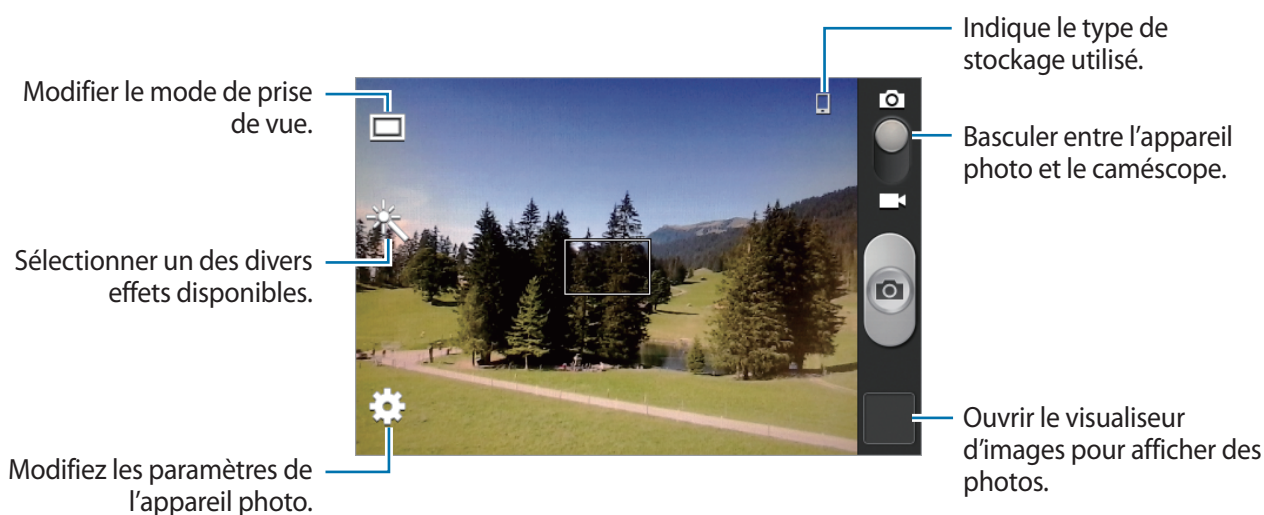 Modifier le mode de prise
de vue.
Sélectionner un des divers
effets disponibles.
Modifiez les paramètres de
l'appareil photo.
Indique le type de
stockage utilisé.
Basculer entre l'appareil
photo et le caméscope.
Ouvrir le visualiseur
d'images pour afficher des
photos.